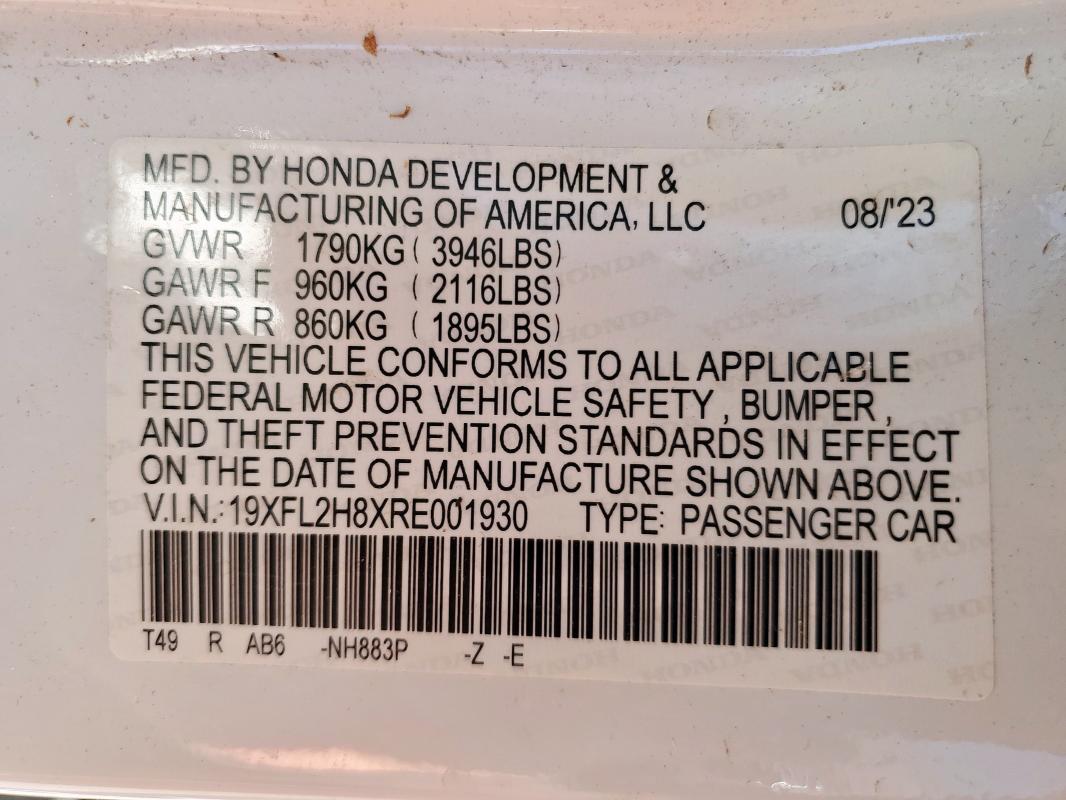 MFD. BY HONDA DEVELOPMENT &
MANUFACTURING OF AMERICA, LLC 08/'23
GVWR 1790KG ( 3946LBS)
GAWR F 960KG ( 2116LBS)
GAWR R 860KG ( 1895LBS)
THIS VEHICLE CONFORMS TO ALL APPLICABLE
FEDERAL MOTOR VEHICLE SAFETY , BUMPER ,
AND THEFT PREVENTION STANDARDS IN EFFECT
ON THE DATE OF MANUFACTURE SHOWN ABOVE.
V.I.N.: 19XFL2H8XRE001930 TYPE: PASSENGER CAR
T49 R AB6 -NH883P -Z -E